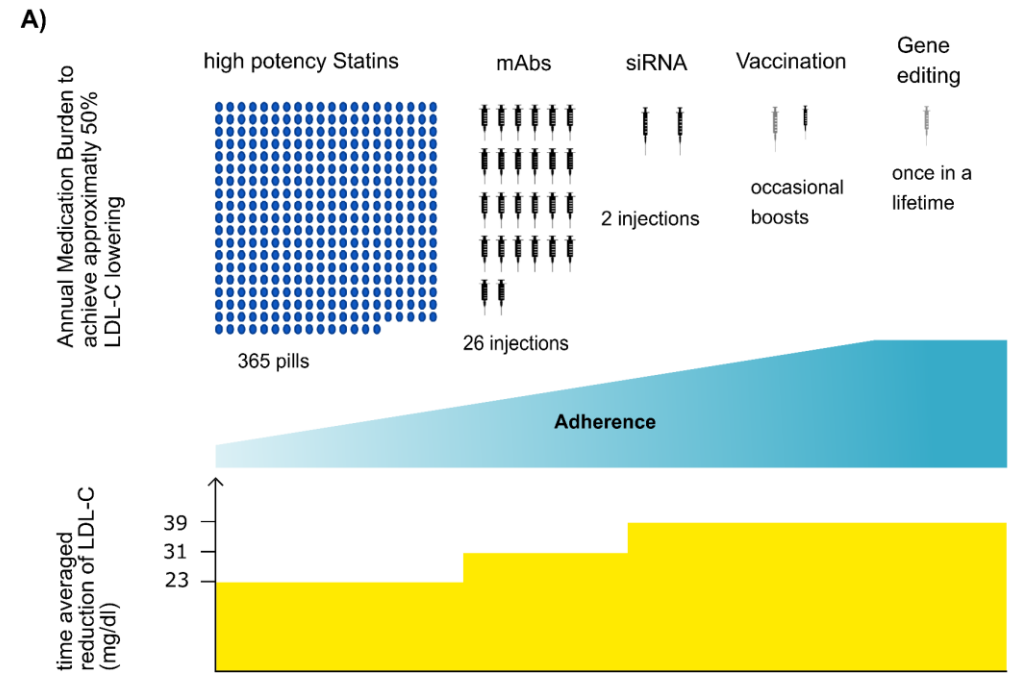 A)
Annual Medication Burden to
achieve approximatly 50%
LDL-C lowering
high potency Statins
mAbs
siRNA
Vaccination
Gene
editing
365 pills
26 injections
2 injections
occasional
boosts
once in a
lifetime
Adherence
time averaged
reduction of LDL-C
(mg/dl)
39
31
23